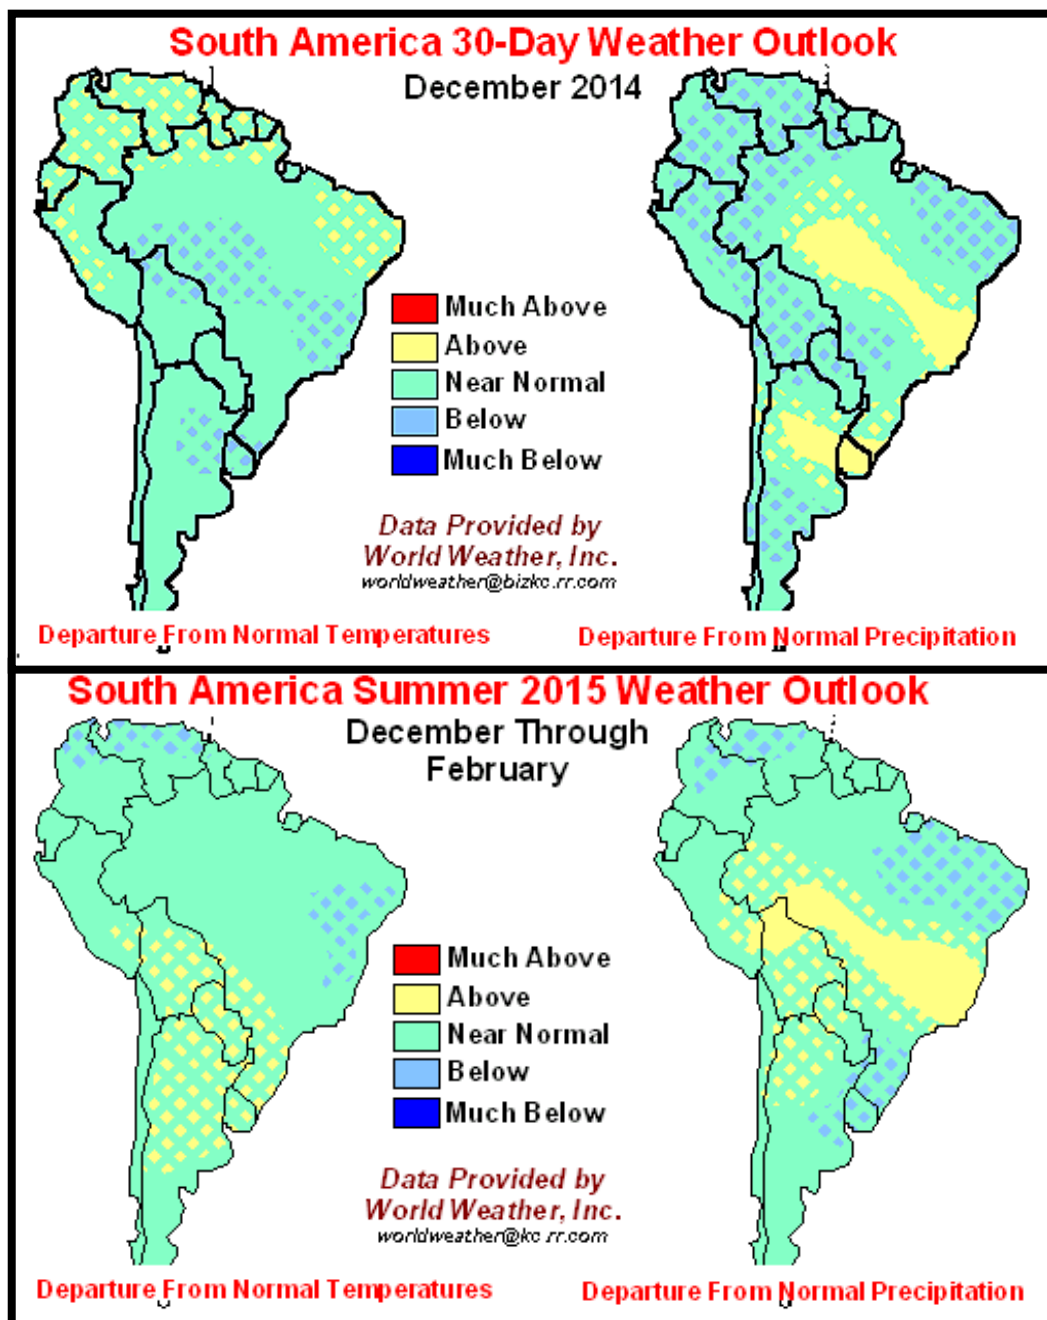 South America 30-Day Weather Outlook
December 2014
Much Above
Above
Near Normal
Below
Much Below
Data Provided by
World Weather, Inc.
worldweather@bizkc.rr.com
Departure From Normal Temperatures
Departure From Normal Precipitation
South America Summer 2015 Weather Outlook
December Through
February
Much Above
Above
Near Normal
Below
Much Below
Data Provided by
World Weather, Inc.
worldweather@kc.rr.com
Departure From Normal Temperatures
Departure From Normal Precipitation